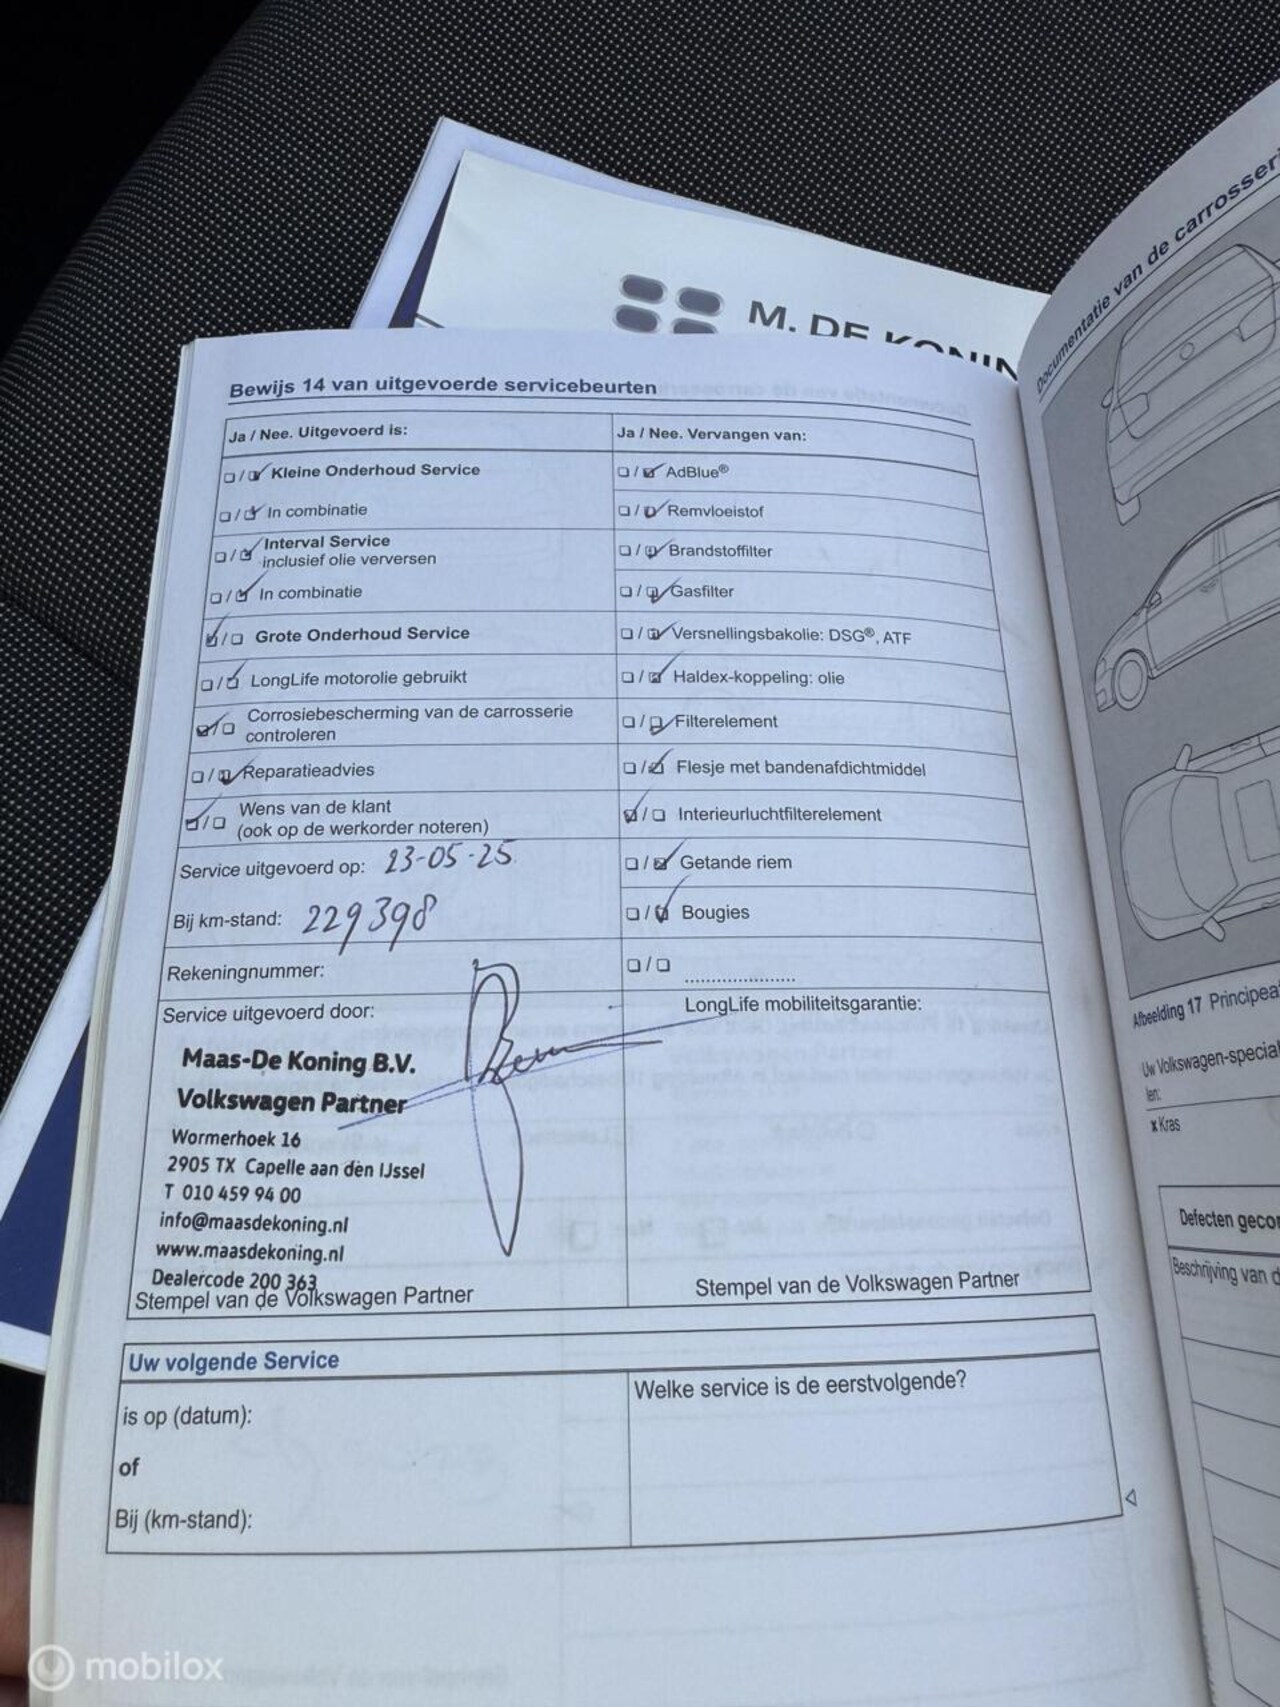 M. DE KONIN
Bewijs 14 van uitgevoerde servicebeurten
Ja / Nee. Uitgevoerd is:
Kleine Onderhoud Service
In combinatie
Interval Service
inclusief olie verversen
In combinatie
Grote Onderhoud Service
LongLife motorolie gebruikt
Corrosiebescherming van de carrosserie
controleren
Reparatieadvies
Wens van de klant
(ook op de werkorder noteren)
Service uitgevoerd op: 23-05-25
Bij km-stand: 229398
Rekeningnummer:
Service uitgevoerd door:
Maas-De Koning B.V.
Volkswagen Partner
Wormerhoek 16
2905 TX Capelle aan den IJssel
T 010 459 94 00
info@maasdekoning.nl
www.maasdekoning.nl
Dealercode 200 363
Stempel van de Volkswagen Partner
Ja / Nee. Vervangen van:
AdBlue®
Remvloeistof
Brandstoffilter
Gasfilter
Versnellingsbakolie: DSG®, ATF
Haldex-koppeling: olie
Filterelement
Flesje met bandenafdichtmiddel
Interieurluchtfilterelement
Getande riem
Bougies
/ ......................
LongLife mobiliteitsgarantie:
Stempel van de Volkswagen Partner
Uw volgende Service
is op (datum):
of
Bij (km-stand):
Welke service is de eerstvolgende?
Documentatie van de carrosseri
Afbeelding 17 Principeaf
Uw Volkswagen-special
len:
x Kras
Defecten gecon
Beschrijving van d
mobilox